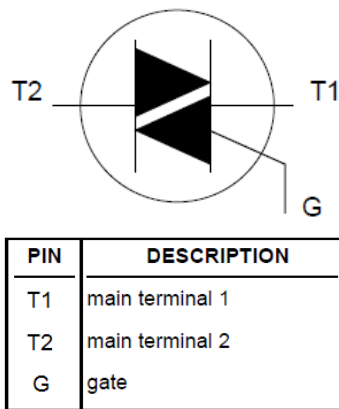 T2 T1
G
PIN DESCRIPTION
T1 main terminal 1
T2 main terminal 2
G gate